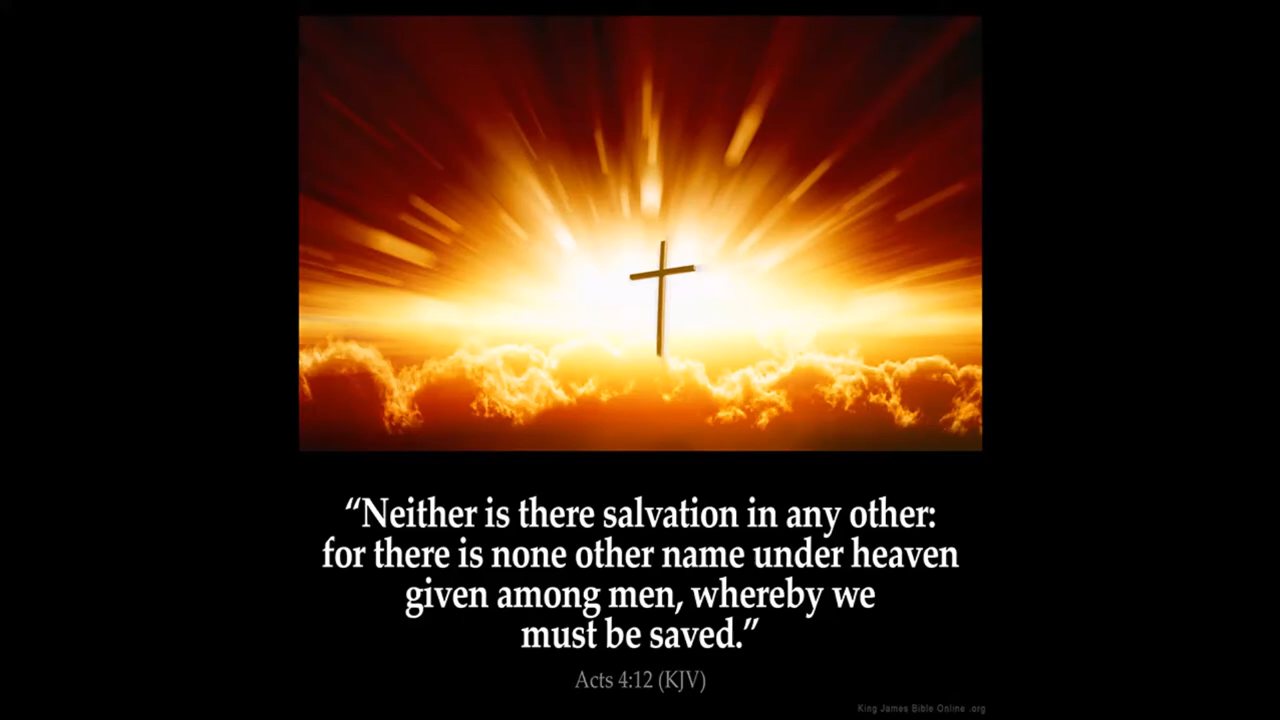 “Neither is there salvation in any other:
for there is none other name under heaven
given among men, whereby we
must be saved.”
Acts 4:12 (KJV)
King James Bible Online .org